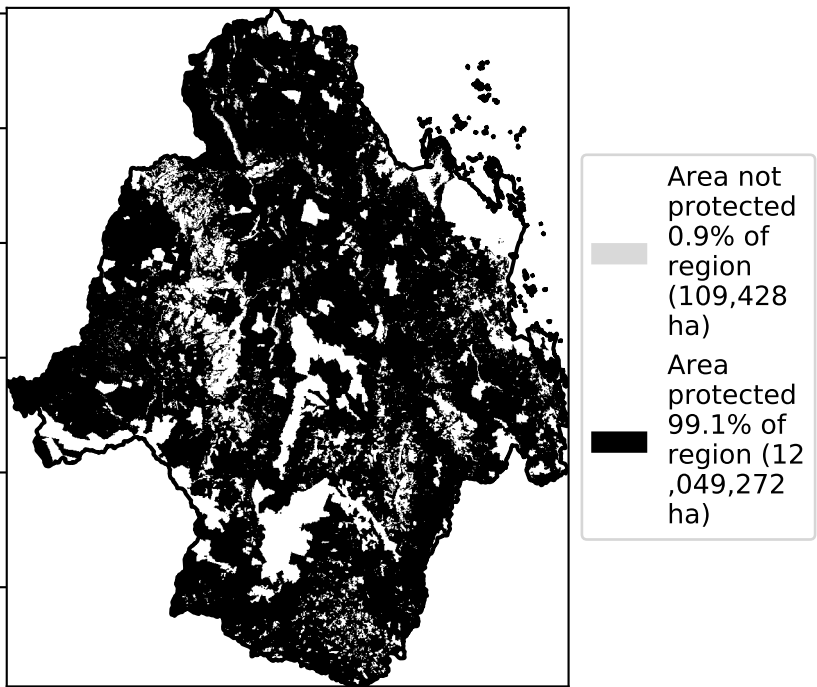 Area not
protected
0.9% of
region
(109,428
ha)
Area
protected
99.1% of
region (12
,049,272
ha)